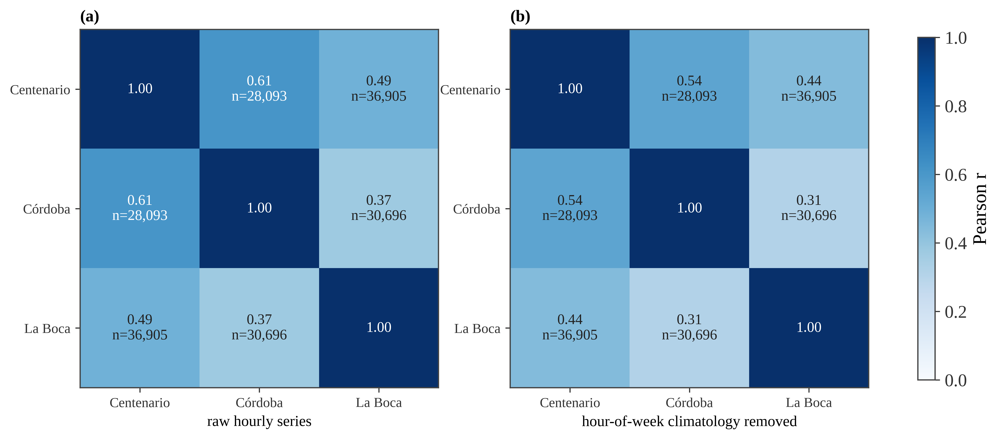 (a)
Centenario
1.00
0.61
n=28,093
0.49
n=36,905
Córdoba
0.61
n=28,093
1.00
0.37
n=30,696
La Boca
0.49
n=36,905
0.37
n=30,696
1.00
Centenario
Córdoba
La Boca
raw hourly series
(b)
Centenario
1.00
0.54
n=28,093
0.44
n=36,905
Córdoba
0.54
n=28,093
1.00
0.31
n=30,696
La Boca
0.44
n=36,905
0.31
n=30,696
1.00
Centenario
Córdoba
La Boca
hour-of-week climatology removed
1.0
0.8
0.6
0.4
0.2
0.0
Pearson r